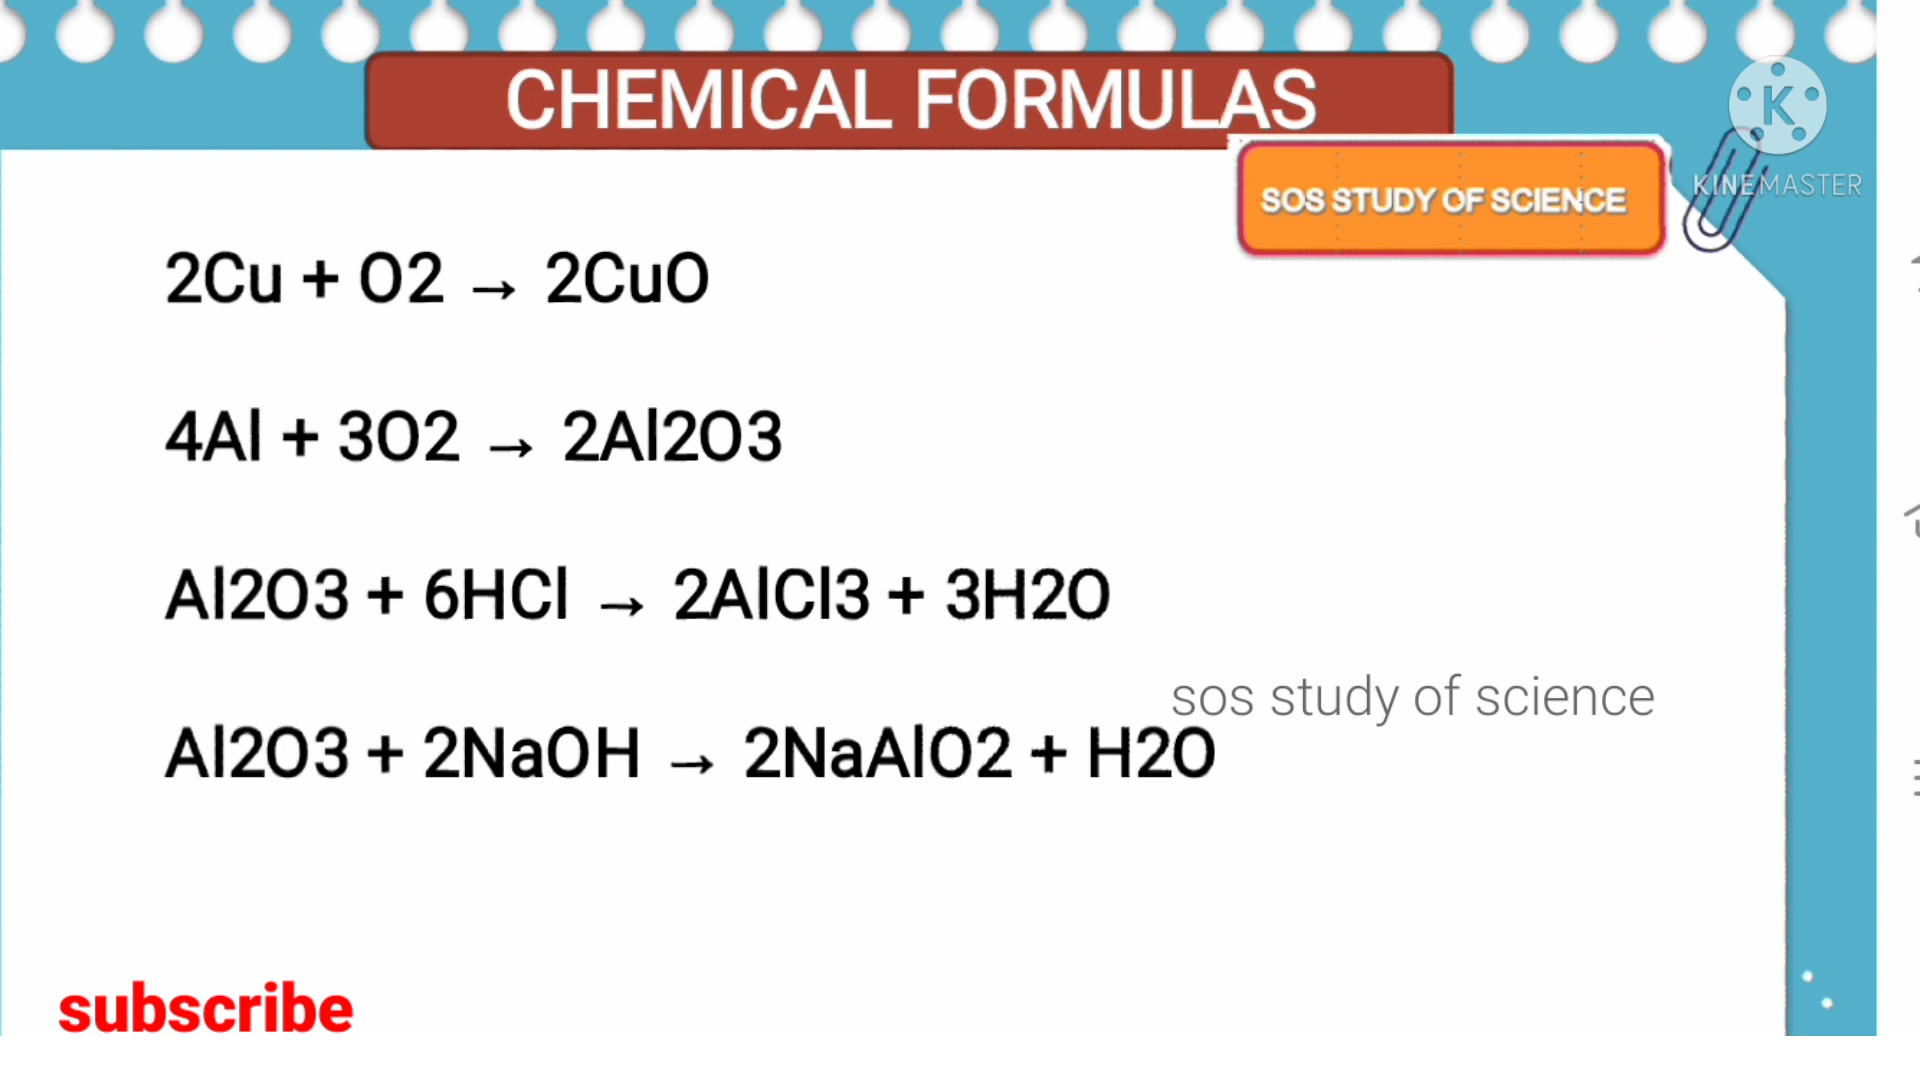 CHEMICAL FORMULAS
K
KINEMASTER
SOS STUDY OF SCIENCE
2Cu + O2 → 2CuO
4Al + 3O2 → 2Al2O3
Al2O3 + 6HCl → 2AlCl3 + 3H2O
sos study of science
Al2O3 + 2NaOH → 2NaAlO2 + H2O
subscribe